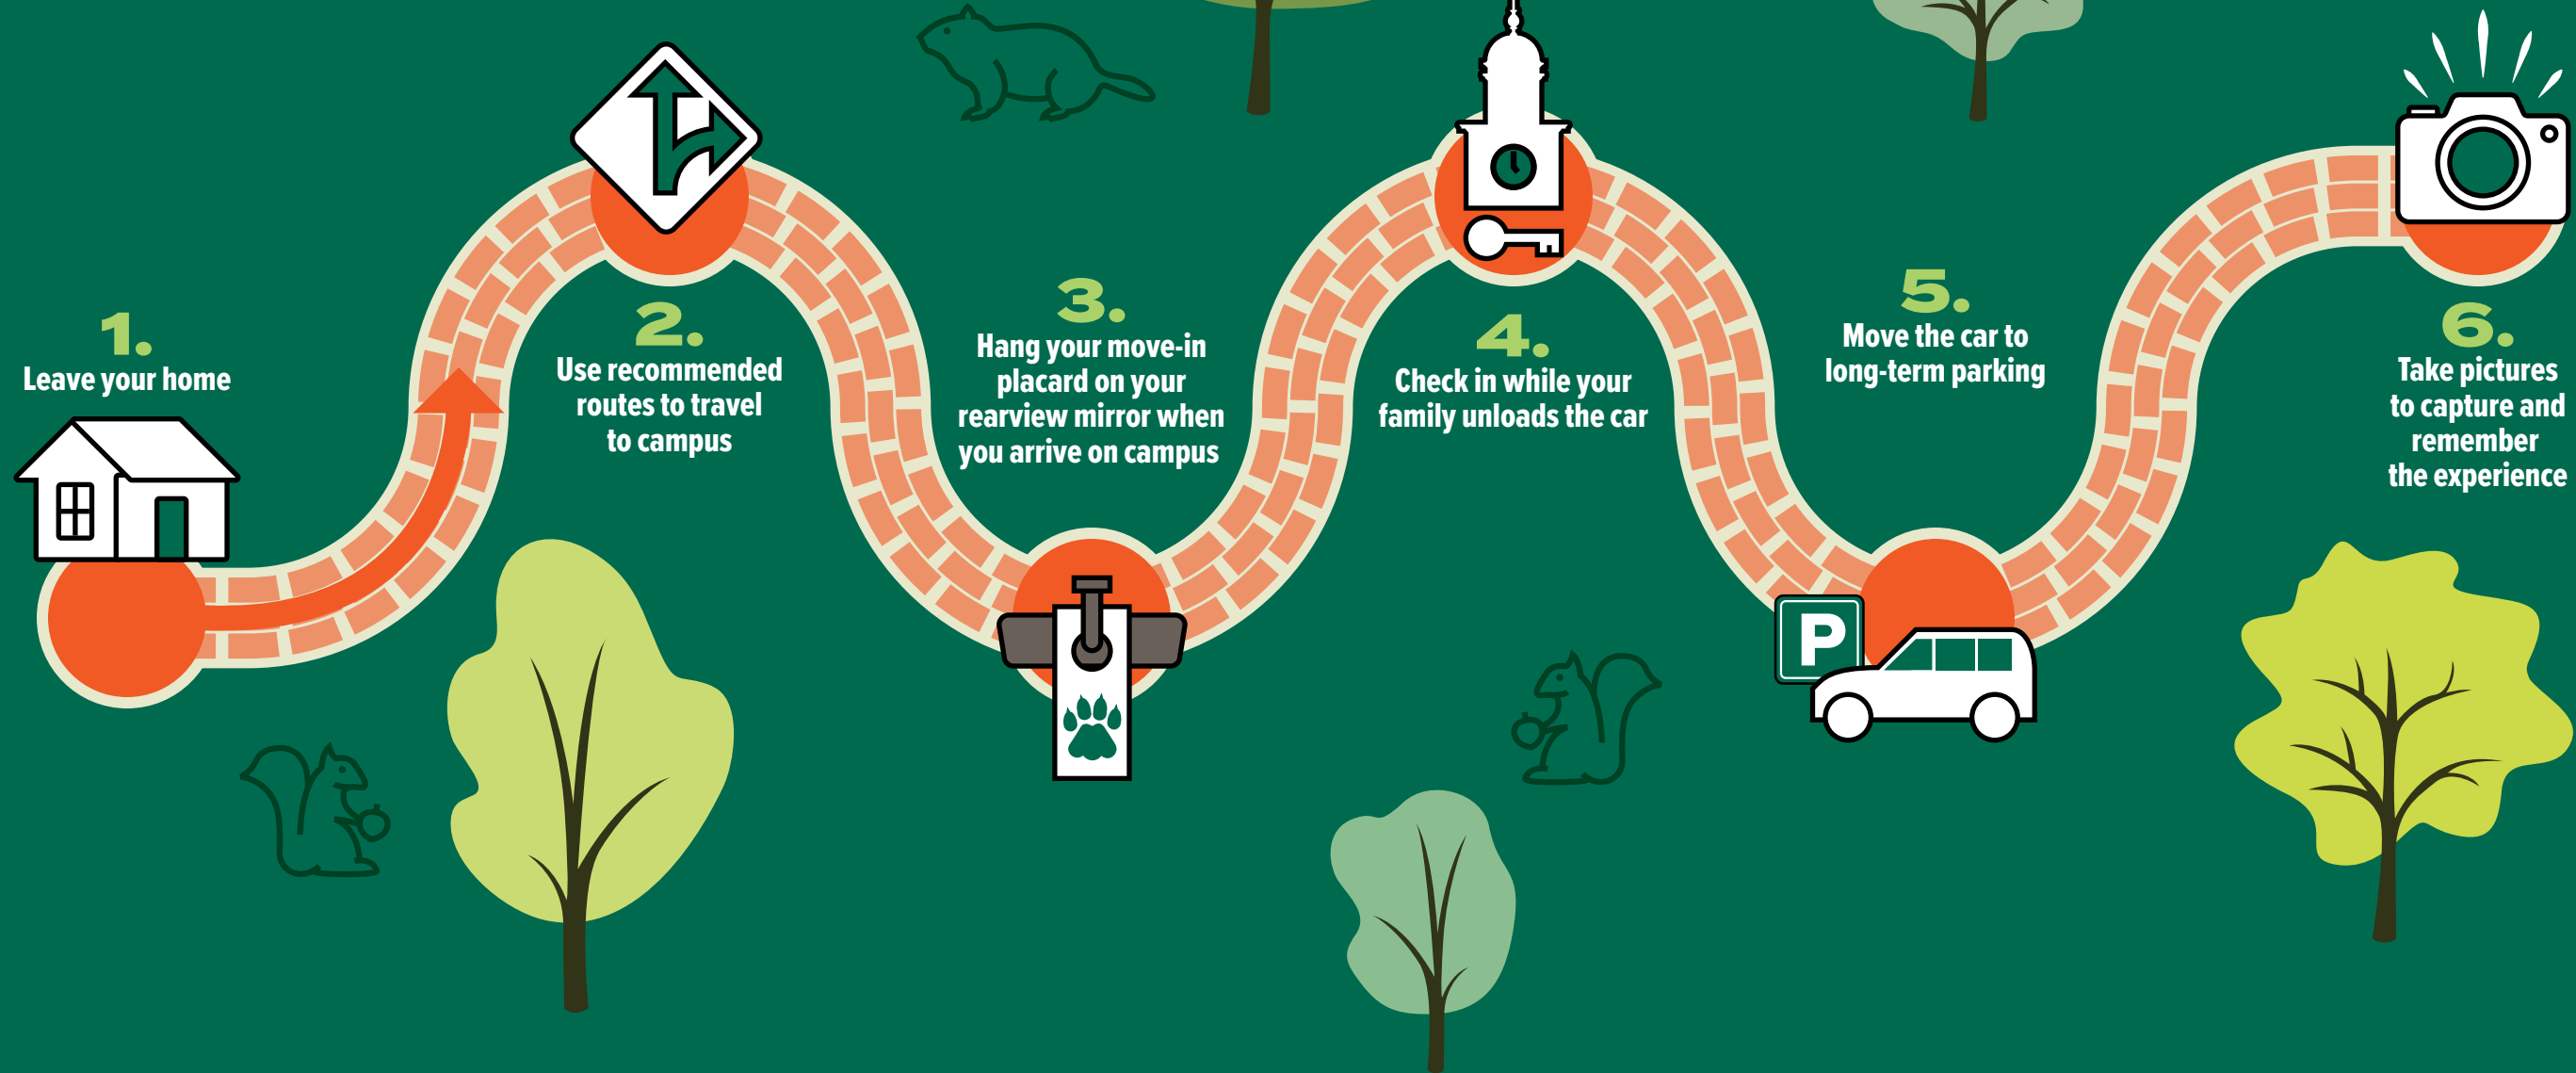 1.
Leave your home
2.
Use recommended
routes to travel
to campus
3.
Hang your move-in
placard on your
rearview mirror when
you arrive on campus
4.
Check in while your
family unloads the car
5.
Move the car to
long-term parking
P
6.
Take pictures
to capture and
remember
the experience